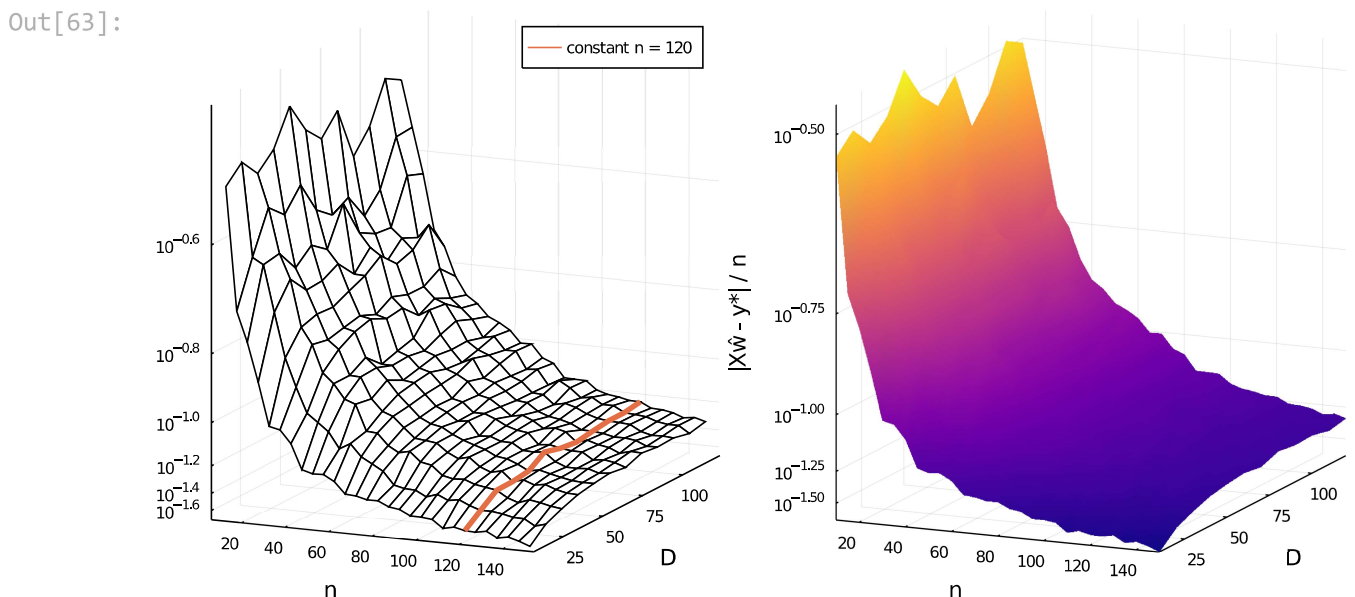 Out[63]:
constant n = 120
10^−0.6
10^−0.8
10^−1.0
10^−1.2
10^−1.4
10^−1.6
20 40 60 80 100 120 140
n
25 50 75 100
D
|Xŵ - y*| / n
10^−0.50
10^−0.75
10^−1.00
10^−1.25
10^−1.50
20 40 60 80 100 120 140
n
25 50 75 100
D